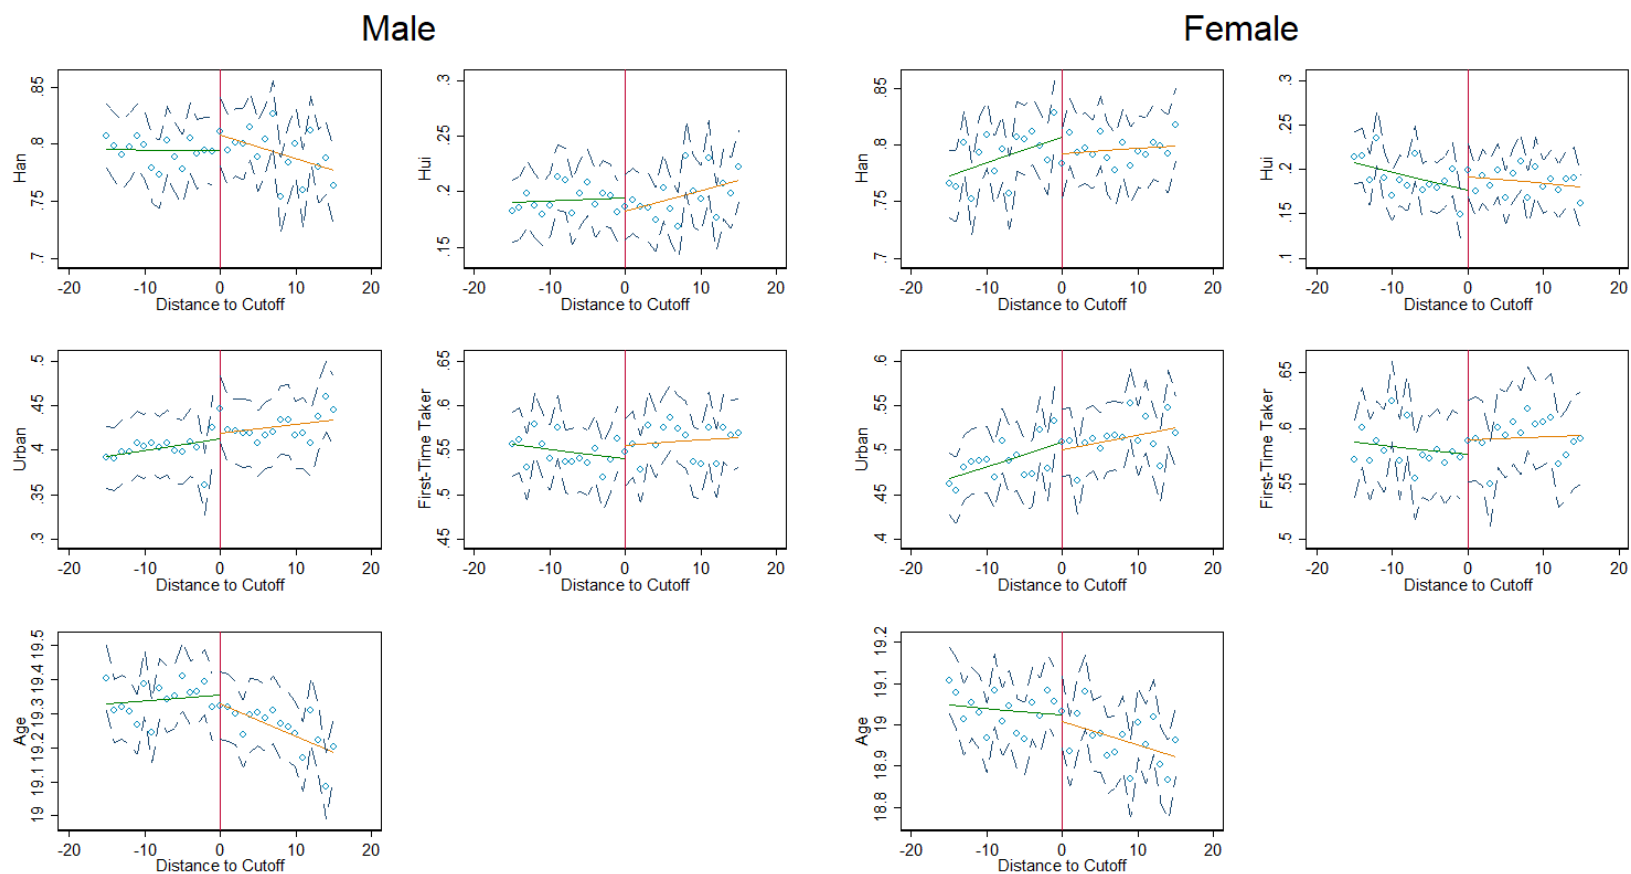 Male
Female
Han
.7 .75 .8 .85
-20 -10 0 10 20
Distance to Cutoff
Hui
.15 .2 .25 .3
-20 -10 0 10 20
Distance to Cutoff
Han
.7 .75 .8 .85
-20 -10 0 10 20
Distance to Cutoff
Hui
.1 .15 .2 .25 .3
-20 -10 0 10 20
Distance to Cutoff
Urban
.3 .35 .4 .45 .5
-20 -10 0 10 20
Distance to Cutoff
First-Time Taker
.45 .5 .55 .6 .65
-20 -10 0 10 20
Distance to Cutoff
Urban
.4 .45 .5 .55 .6
-20 -10 0 10 20
Distance to Cutoff
First-Time Taker
.5 .55 .6 .65
-20 -10 0 10 20
Distance to Cutoff
Age
19 19.1 19.2 19.3 19.4 19.5
-20 -10 0 10 20
Distance to Cutoff
Age
18.8 18.9 19 19.1 19.2
-20 -10 0 10 20
Distance to Cutoff